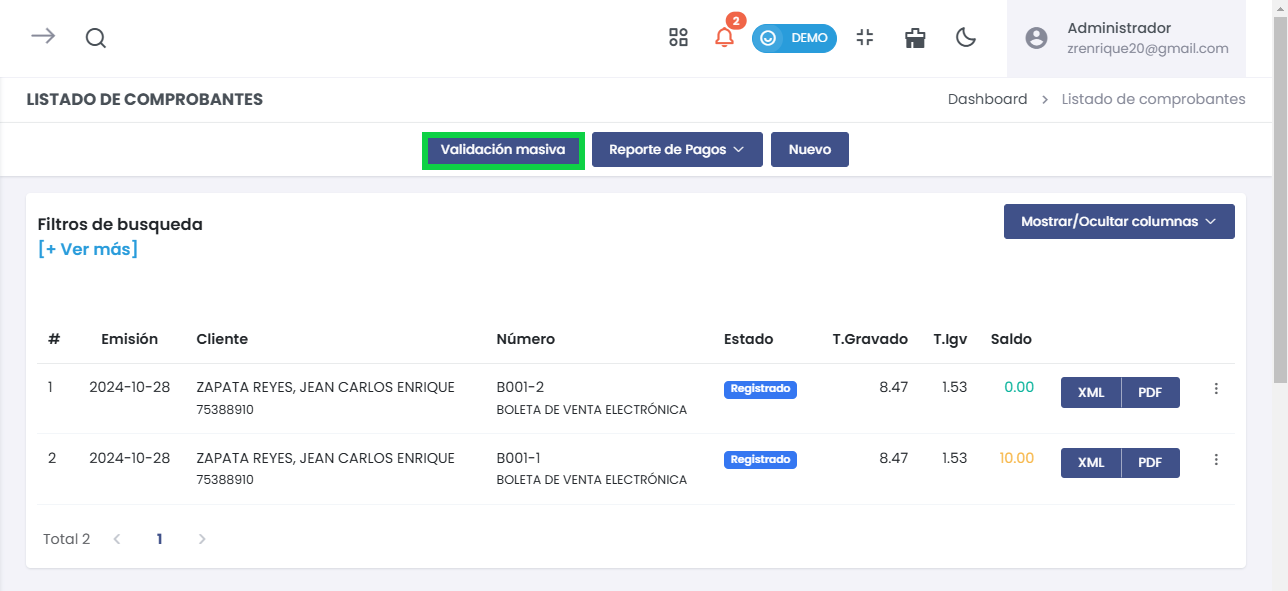 2
DEMO
Administrador
zrenrique20@gmail.com
LISTADO DE COMPROBANTES
Dashboard > Listado de comprobantes
Validación masiva Reporte de Pagos Nuevo
Filtros de busqueda
[+ Ver más]
Mostrar/Ocultar columnas
# Emisión Cliente Número Estado T.Gravado T.Igv Saldo
1 2024-10-28 ZAPATA REYES, JEAN CARLOS ENRIQUE B001-2 Registrado 8.47 1.53 0.00 XML PDF
75388910 BOLETA DE VENTA ELECTRÓNICA
2 2024-10-28 ZAPATA REYES, JEAN CARLOS ENRIQUE B001-1 Registrado 8.47 1.53 10.00 XML PDF
75388910 BOLETA DE VENTA ELECTRÓNICA
Total 2 < 1 >